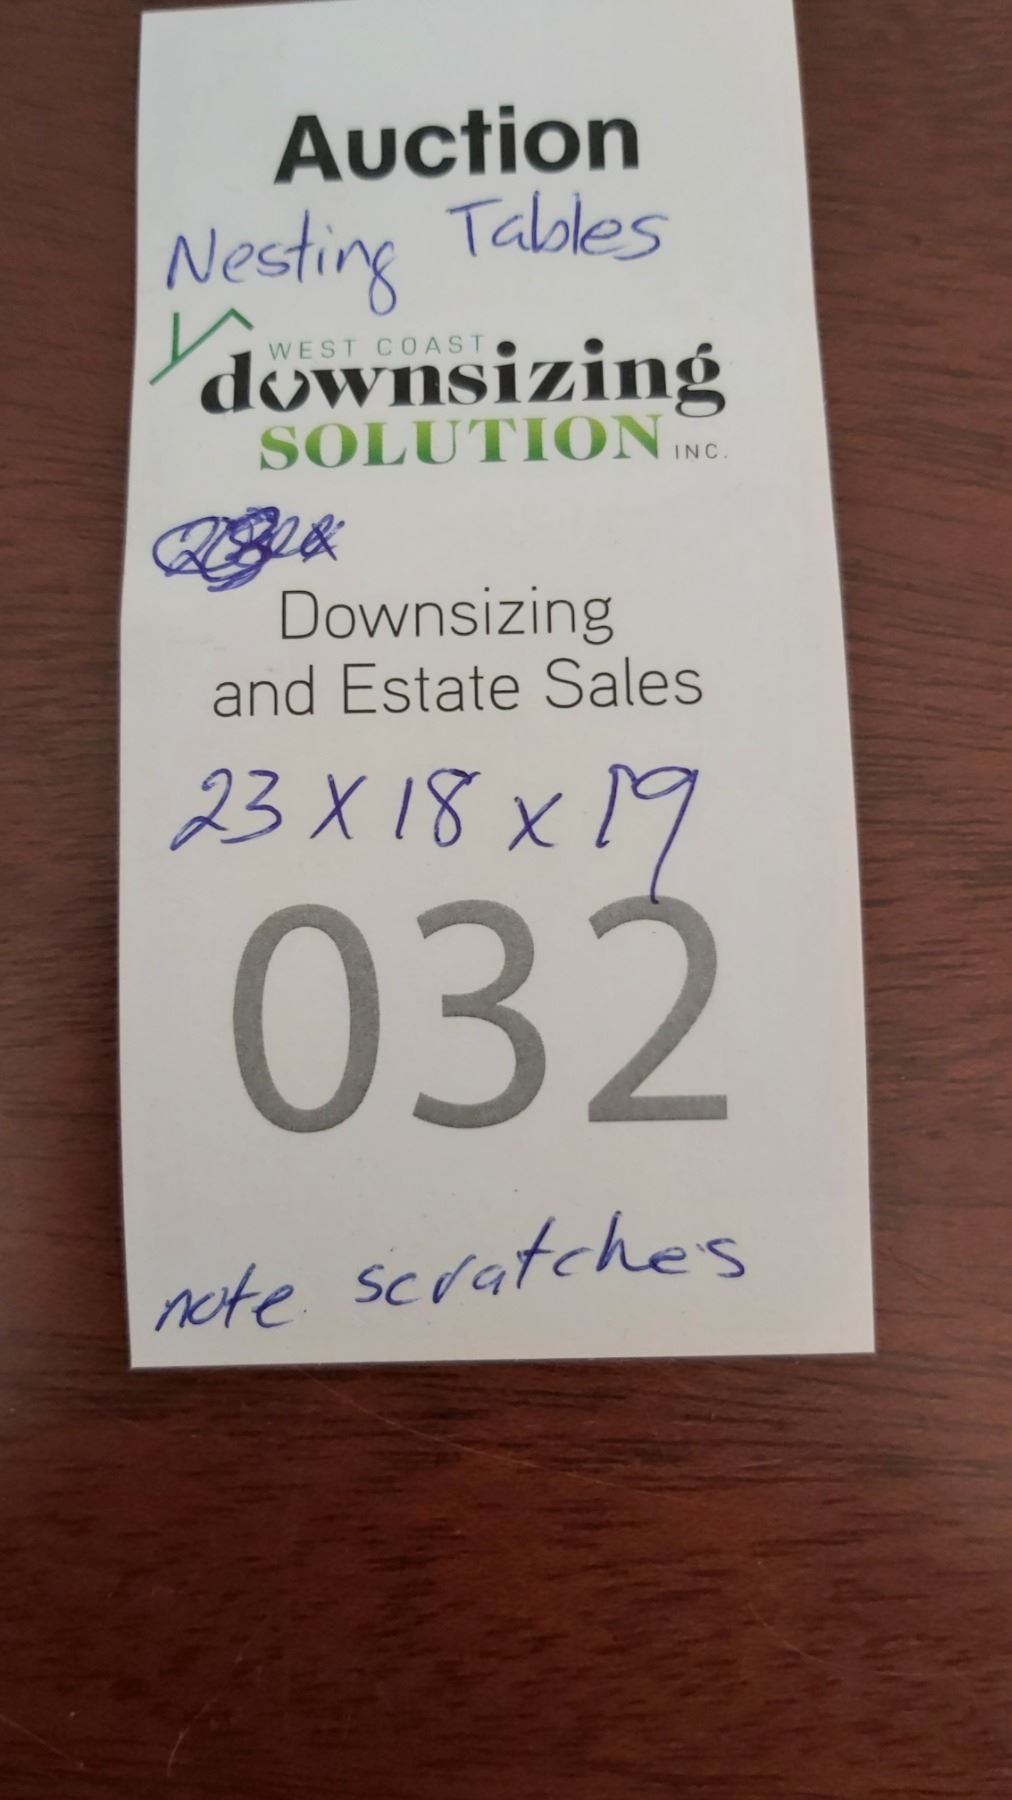 Auction
Nesting Tables
WEST COAST
downsizing
SOLUTION INC.
Downsizing
and Estate Sales
23 X 18 x 19
032
note scratches